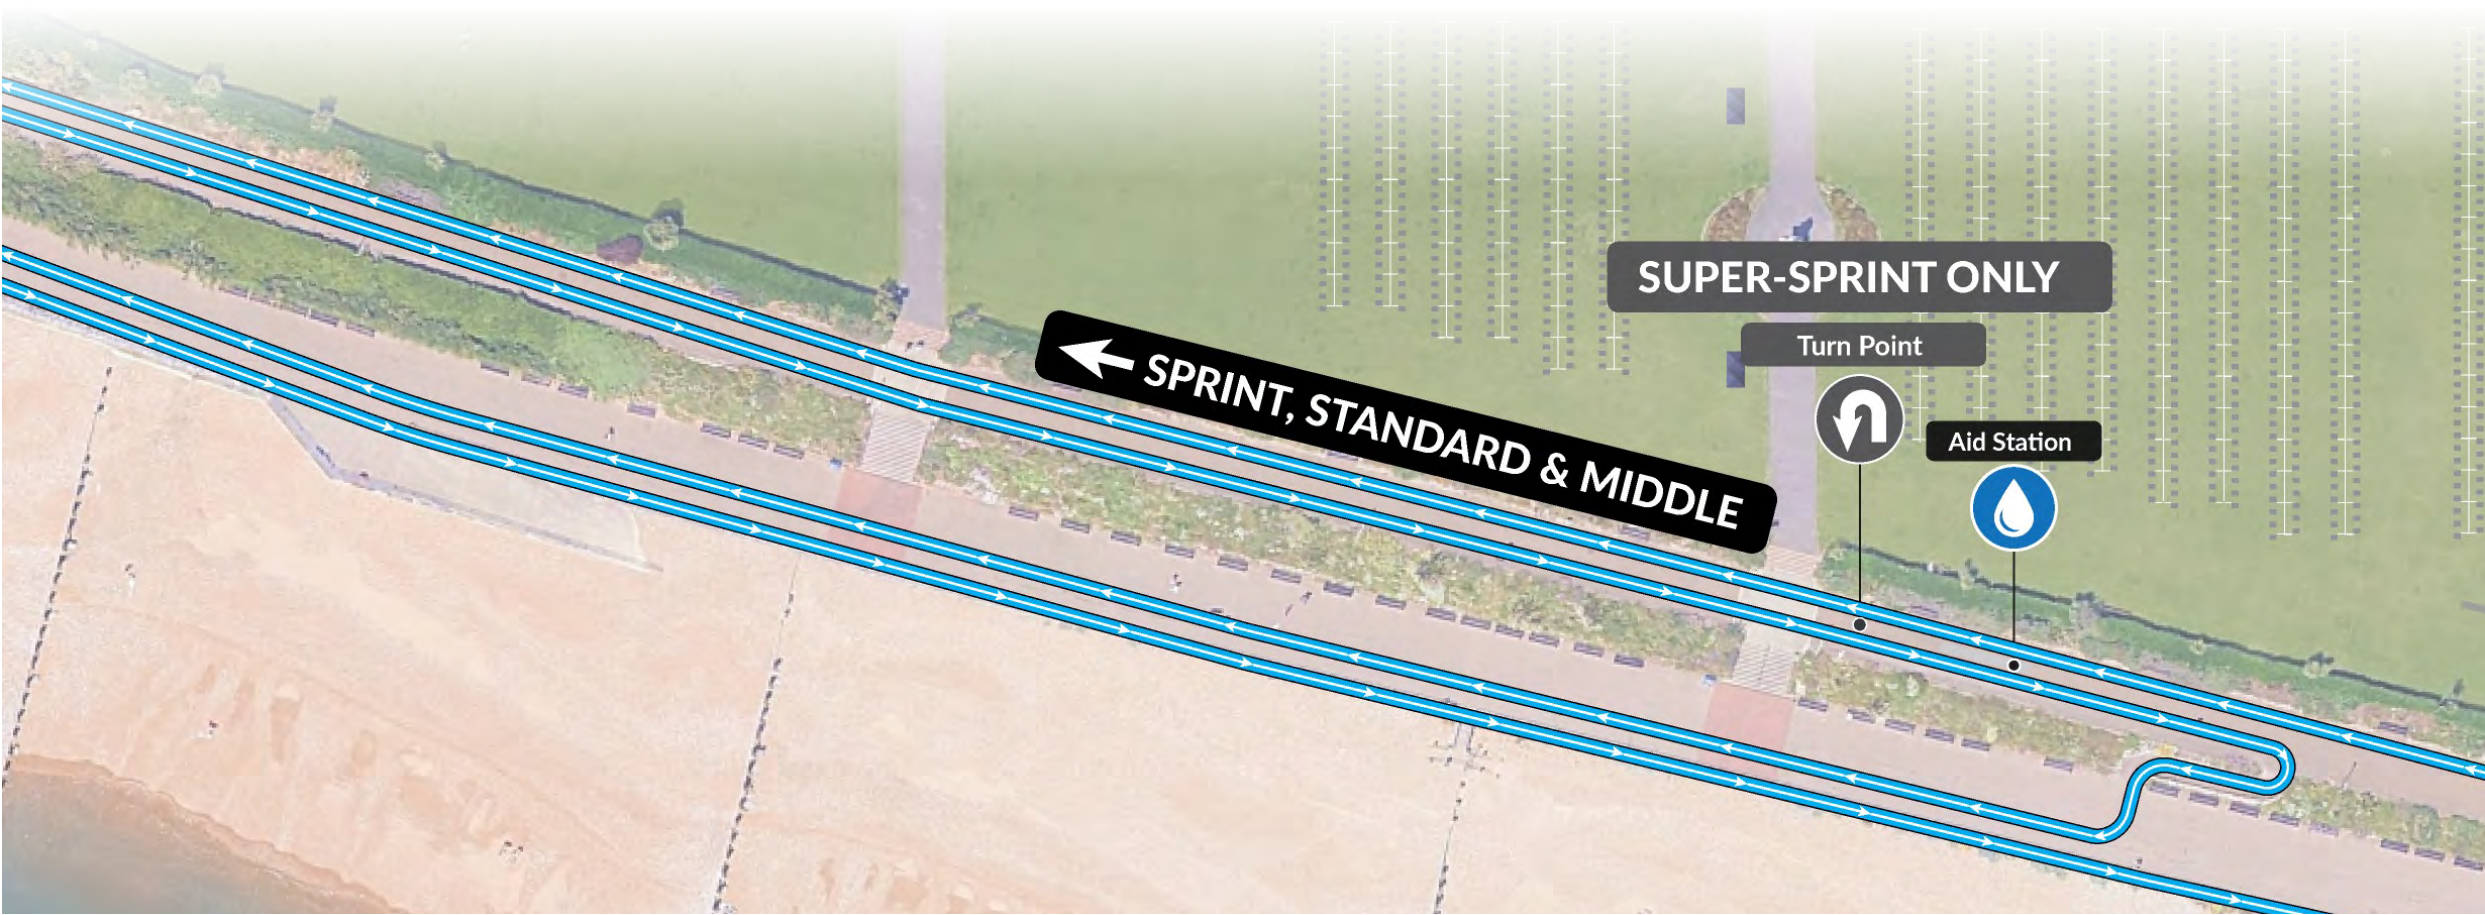 SUPER-SPRINT ONLY
Turn Point
SPRINT, STANDARD & MIDDLE
Aid Station